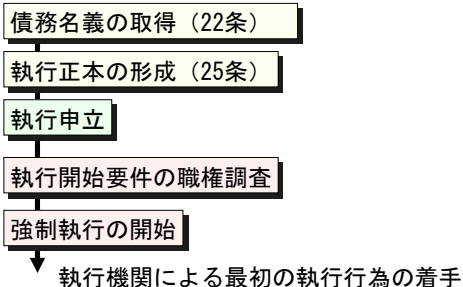 債務名義の取得（22条）
執行正本の形成（25条）
執行申立
執行開始要件の職権調査
強制執行の開始
執行機関による最初の執行行為の着手